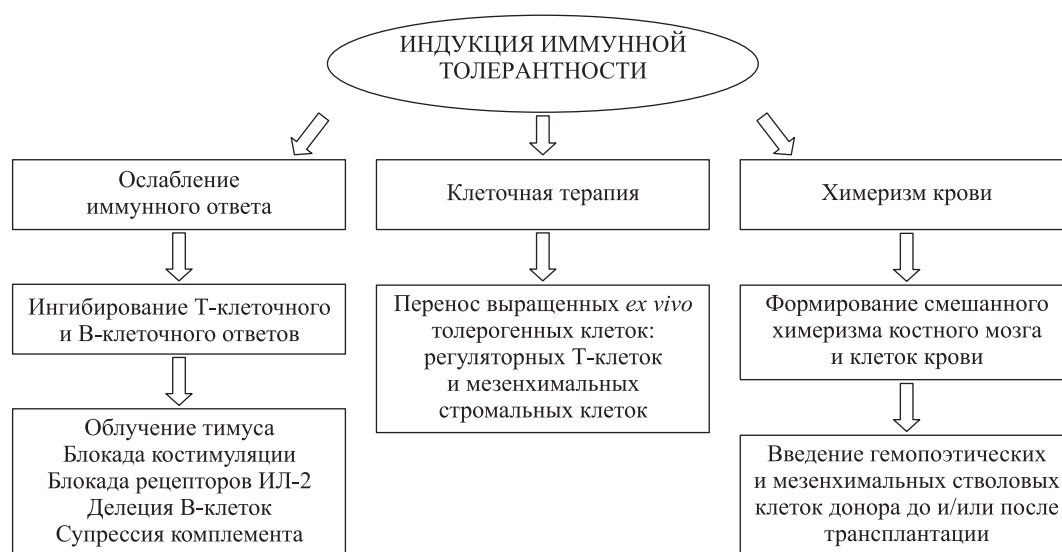 ИНДУКЦИЯ ИММУННОЙ
ТОЛЕРАНТНОСТИ
Ослабление
иммунного ответа
Ингибирование Т-клеточного
и В-клеточного ответов
Облучение тимуса
Блокада костимуляции
Блокада рецепторов ИЛ-2
Делеция В-клеток
Супрессия комплемента
Клеточная терапия
Перенос выращенных ex vivo
толерогенных клеток:
регуляторных Т-клеток
и мезенхимальных
стромальных клеток
Химеризм крови
Формирование смешанного
химеризма костного мозга
и клеток крови
Введение гемопоэтических
и мезенхимальных стволовых
клеток донора до и/или после
трансплантации